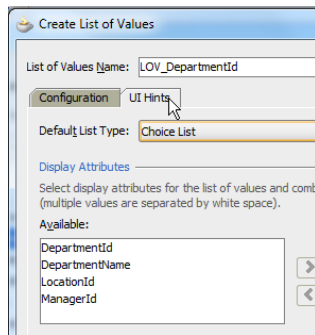 Create List of Values
List of Values Name: LOV_DepartmentId
Configuration UI Hints
Default List Type: Choice List
Display Attributes
Select display attributes for the list of values and
(multiple values are separated by white space).
Available:
DepartmentId
DepartmentName
LocationId
ManagerId